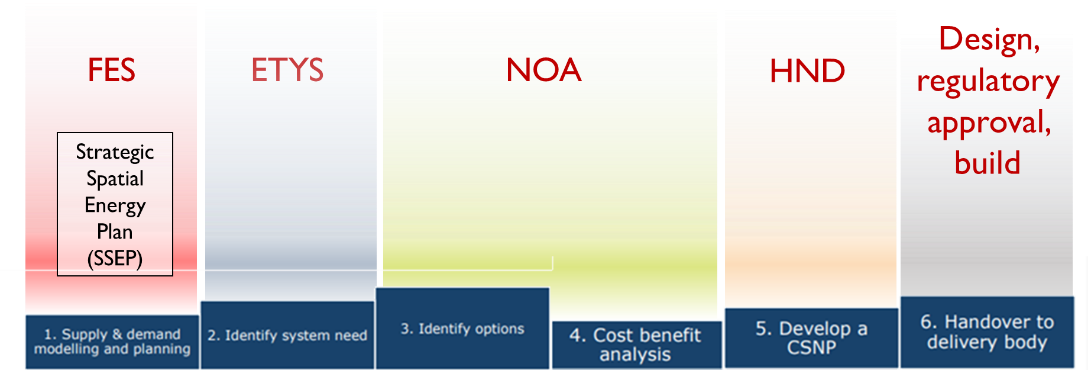 FES
ETYS
NOA
HND
Design,
regulatory
approval,
build
Strategic
Spatial
Energy
Plan
(SSEP)
1. Supply & demand
modelling and planning
2. Identify system need
3. Identify options
4. Cost benefit
analysis
5. Develop a
CSNP
6. Handover to
delivery body